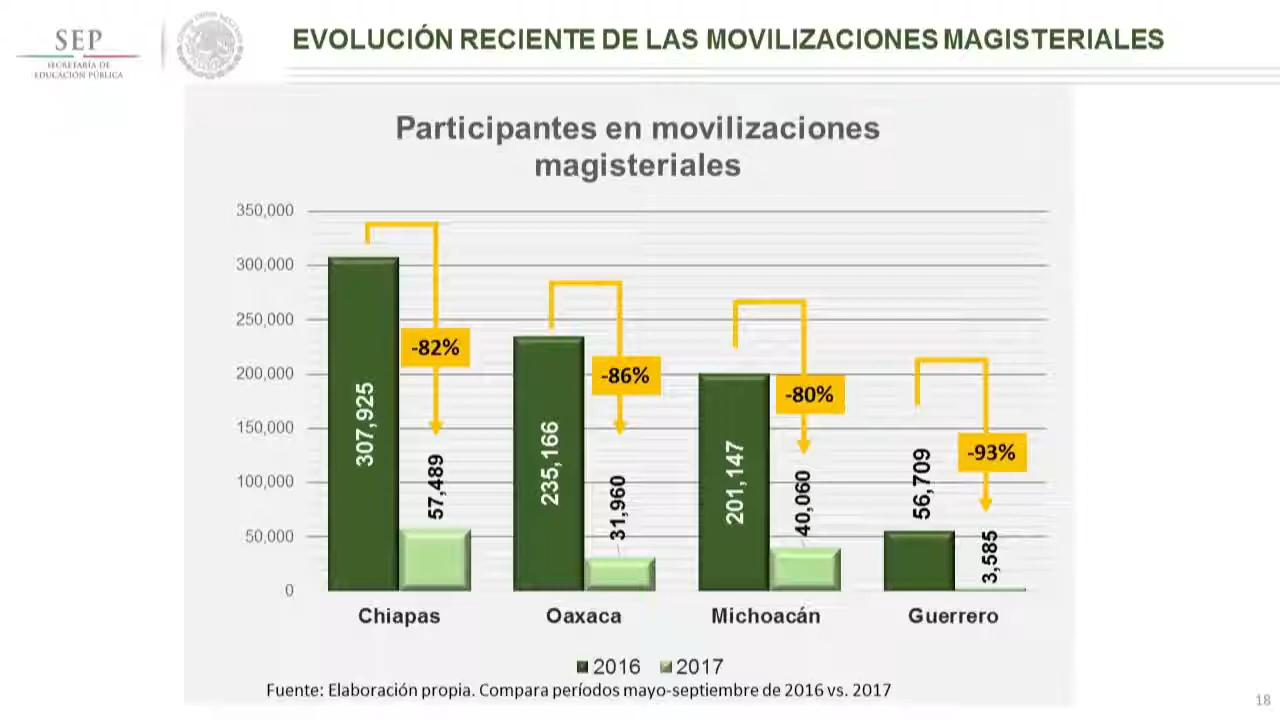 SEP
SECRETARÍA DE
EDUCACIÓN PÚBLICA
EVOLUCIÓN RECIENTE DE LAS MOVILIZACIONES MAGISTERIALES
Participantes en movilizaciones
magisteriales
350,000
300,000
250,000
200,000
150,000
100,000
50,000
0
307,925
-82%
57,489
235,166
-86%
31,960
201,147
-80%
40,060
56,709
-93%
3,585
Chiapas
Oaxaca
Michoacán
Guerrero
2016 2017
Fuente: Elaboración propia. Compara períodos mayo-septiembre de 2016 vs. 2017
18